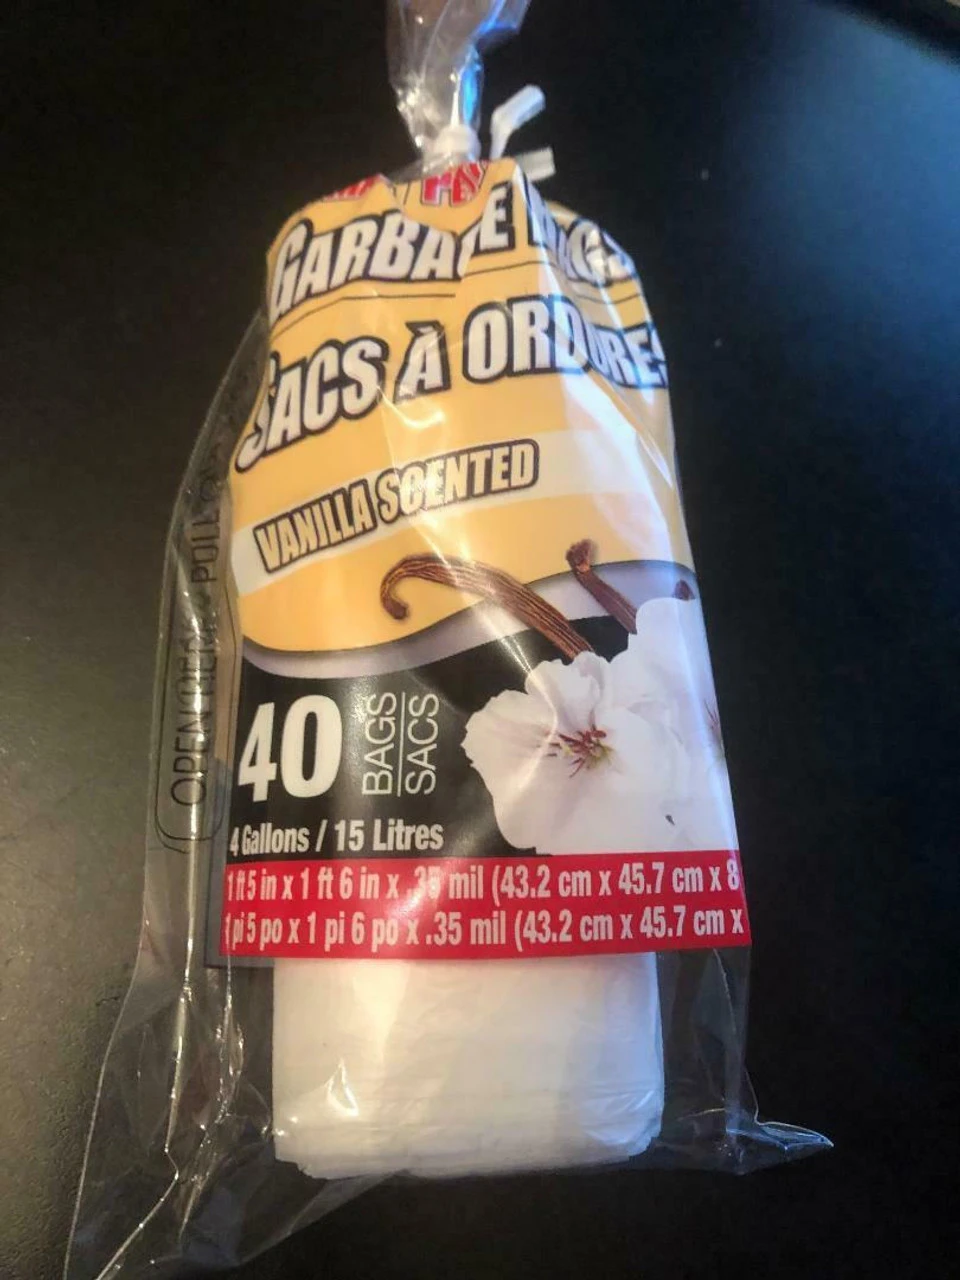 GARBAGE BAGS
SACS À ORDURES
VANILLA SCENTED
40
BAGS
SACS
4 Gallons / 15 Litres
1 ft 5 in x 1 ft 6 in x .35 mil (43.2 cm x 45.7 cm x 8
1 pi 5 po x 1 pi 6 po x .35 mil (43.2 cm x 45.7 cm x
OPEN HERE